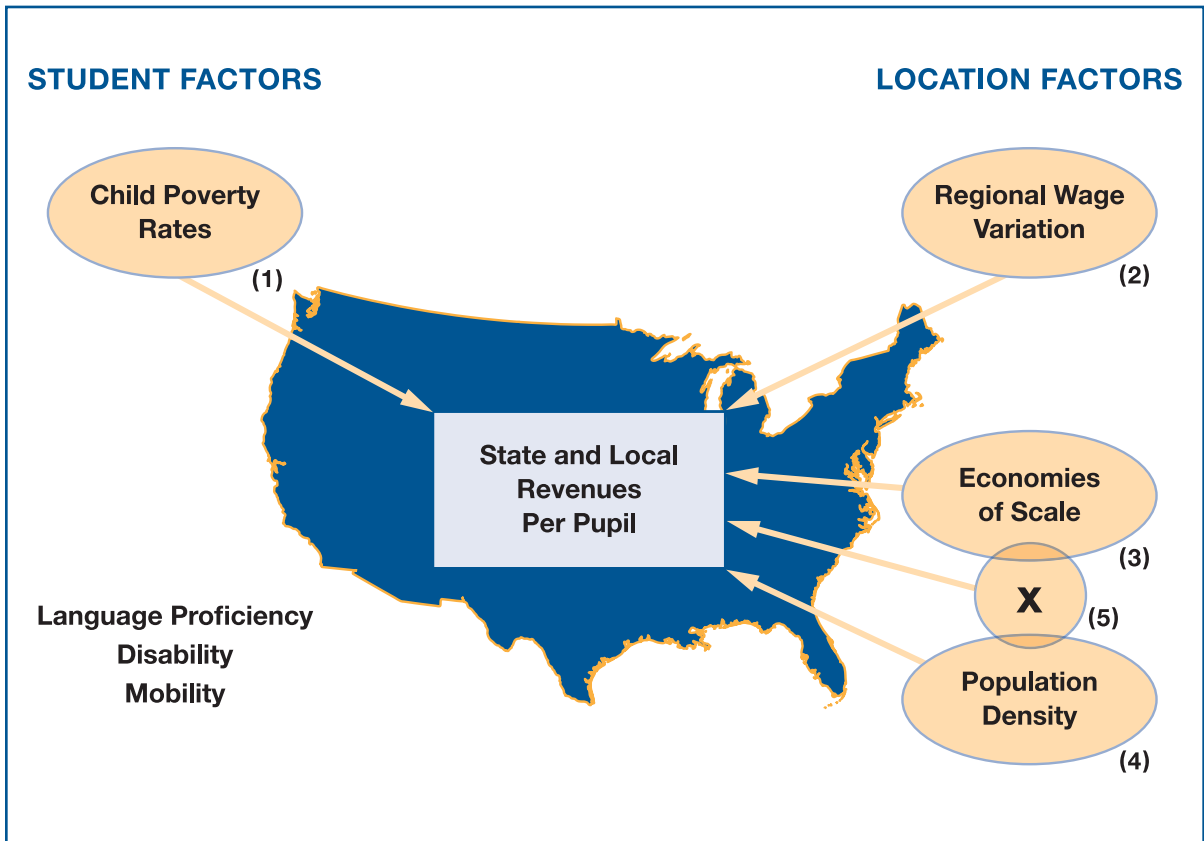 STUDENT FACTORS
LOCATION FACTORS
Child Poverty
Rates
(1)
Regional Wage
Variation
(2)
State and Local
Revenues
Per Pupil
Economies
of Scale
(3)
X
(5)
Population
Density
(4)
Language Proficiency
Disability
Mobility